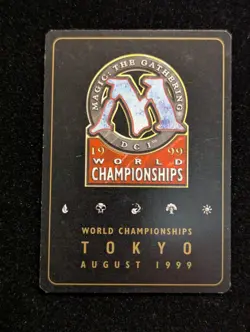 MAGIC: THE GATHERING
M
DCI
1999
WORLD
CHAMPIONSHIPS
WORLD CHAMPIONSHIPS
TOKYO
AUGUST 1999